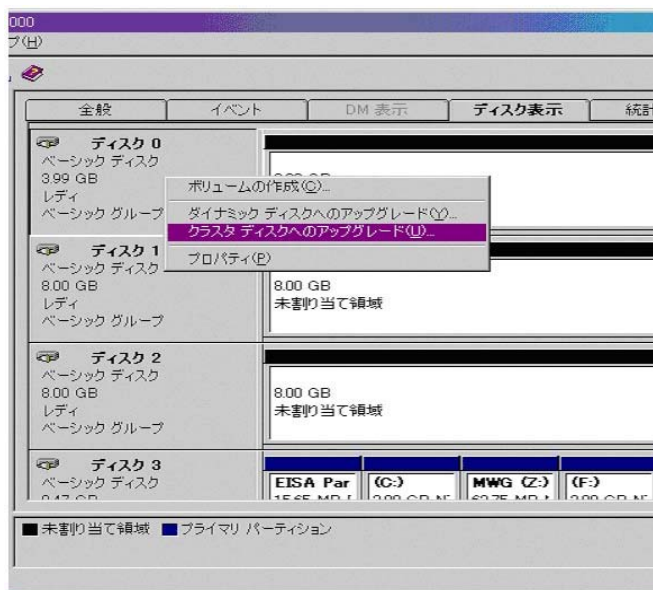 000
プ(H)
全般 イベント DM 表示 ディスク表示 統計
ディスク 0
ベーシック ディスク
3.99 GB
レディ
ベーシック グループ
ボリュームの作成(C)...
ダイナミック ディスクへのアップグレード(Y)...
クラスタ ディスクへのアップグレード(U)...
プロパティ(P)
ディスク 1
ベーシック ディスク
8.00 GB
レディ
ベーシック グループ
8.00 GB
未割り当て領域
ディスク 2
ベーシック ディスク
8.00 GB
レディ
ベーシック グループ
8.00 GB
未割り当て領域
ディスク 3
ベーシック ディスク
EISA Par (C:) MWG (Z:) (F:)
未割り当て領域 プライマリ パーティション